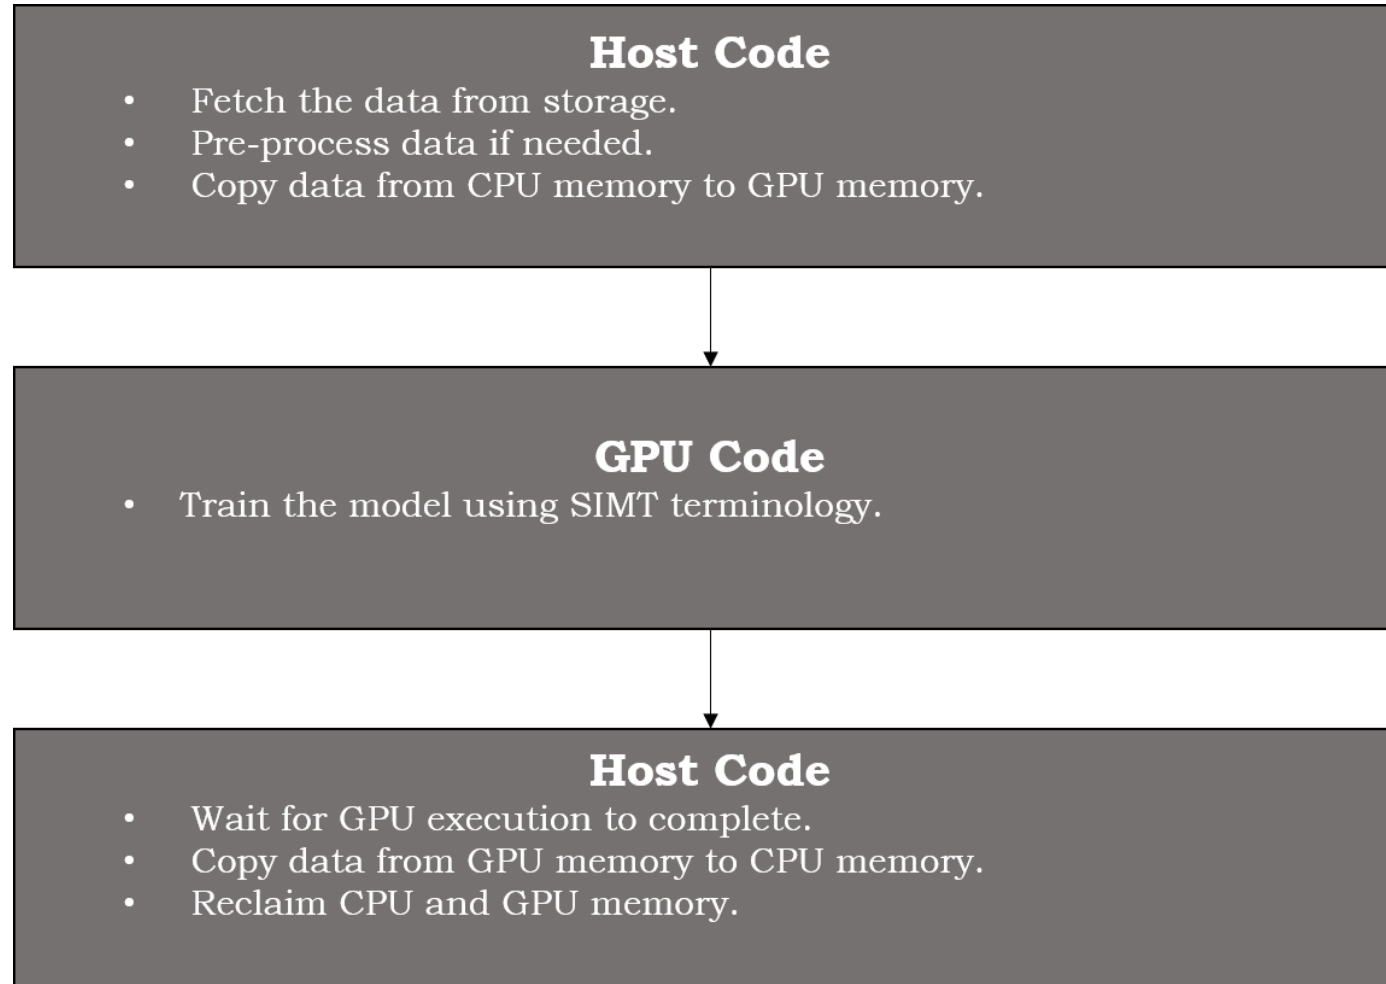 Host Code
• Fetch the data from storage.
• Pre-process data if needed.
• Copy data from CPU memory to GPU memory.
GPU Code
• Train the model using SIMT terminology.
Host Code
• Wait for GPU execution to complete.
• Copy data from GPU memory to CPU memory.
• Reclaim CPU and GPU memory.